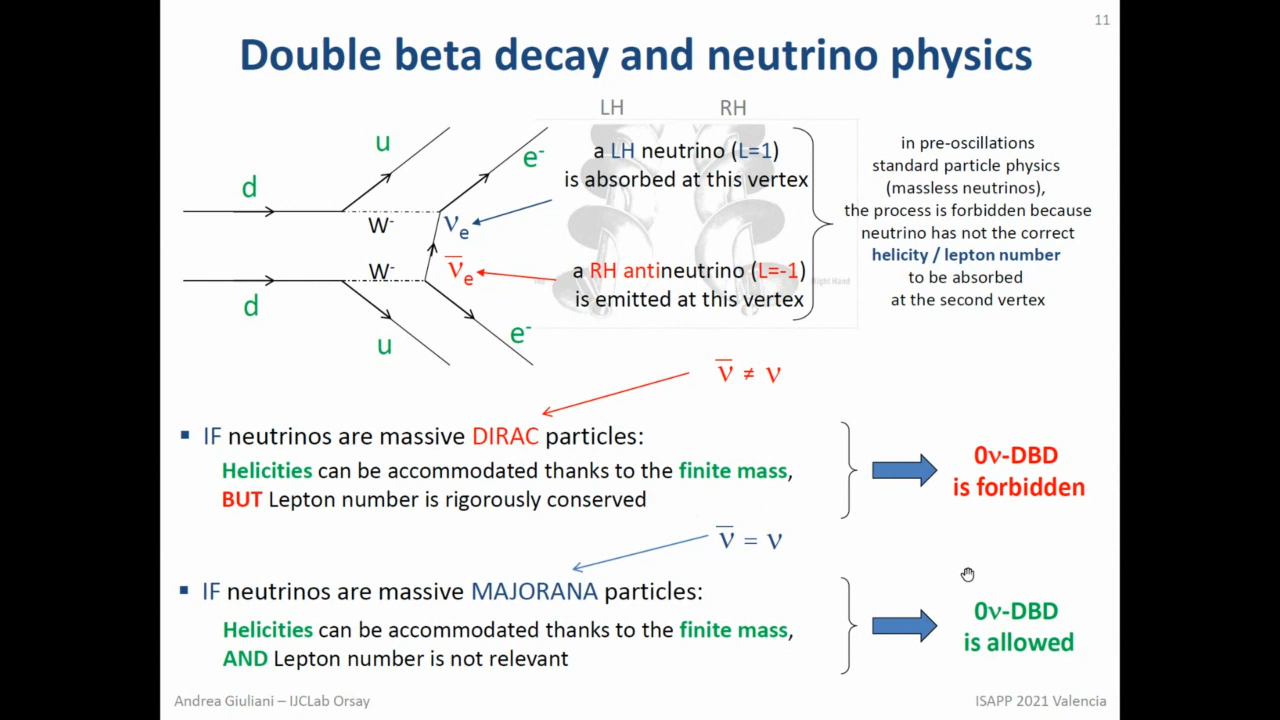 11
Double beta decay and neutrino physics
LH RH
u
e-
d
W-
νe
W-
ν̅e
d
u
e-
a LH neutrino (L=1)
is absorbed at this vertex
a RH antineutrino (L=-1)
is emitted at this vertex
Right Hand
in pre-oscillations
standard particle physics
(massless neutrinos),
the process is forbidden because
neutrino has not the correct
helicity / lepton number
to be absorbed
at the second vertex
ν̅ ≠ ν
▪ IF neutrinos are massive DIRAC particles:
Helicities can be accommodated thanks to the finite mass,
BUT Lepton number is rigorously conserved
0ν-DBD
is forbidden
ν̅ = ν
▪ IF neutrinos are massive MAJORANA particles:
Helicities can be accommodated thanks to the finite mass,
AND Lepton number is not relevant
0ν-DBD
is allowed
Andrea Giuliani – IJCLab Orsay
ISAPP 2021 Valencia